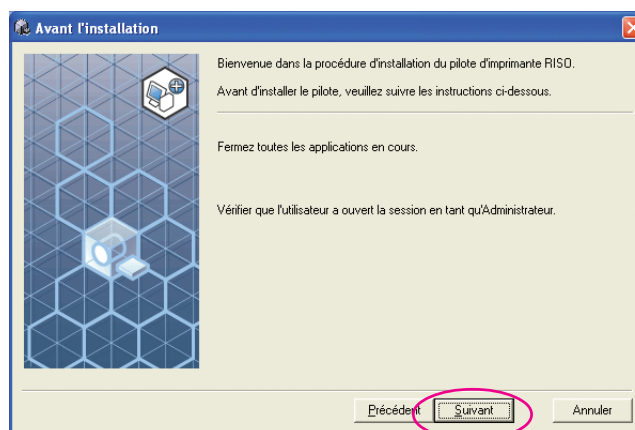 Avant l'installation
Bienvenue dans la procédure d'installation du pilote d'imprimante RISO.
Avant d'installer le pilote, veuillez suivre les instructions ci-dessous.
Fermez toutes les applications en cours.
Vérifier que l'utilisateur a ouvert la session en tant qu'Administrateur.
Précédent Suivant Annuler